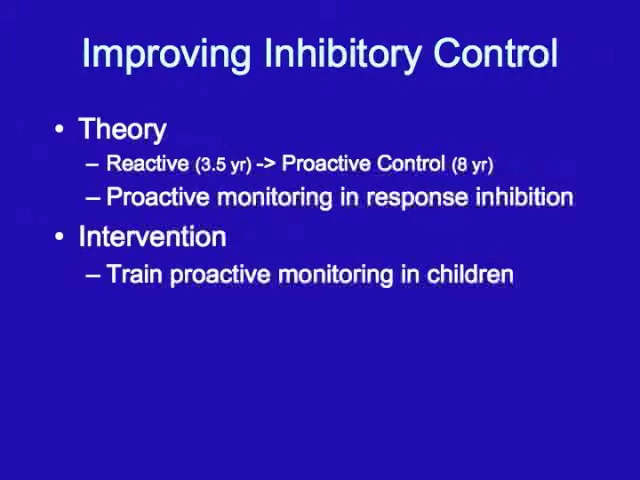 Improving Inhibitory Control
• Theory
– Reactive (3.5 yr) -> Proactive Control (8 yr)
– Proactive monitoring in response inhibition
• Intervention
– Train proactive monitoring in children